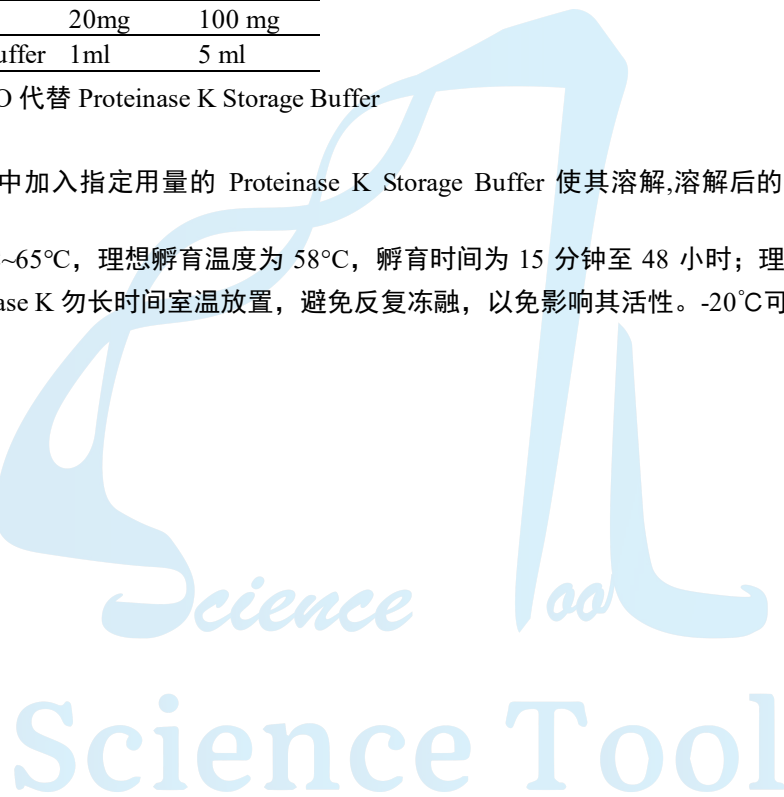 20mg 100 mg
uffer 1ml 5 ml
O 代替 Proteinase K Storage Buffer
中加入指定用量的 Proteinase K Storage Buffer 使其溶解,溶解后的
~65℃，理想孵育温度为 58℃，孵育时间为 15 分钟至 48 小时；理
ase K 勿长时间室温放置，避免反复冻融，以免影响其活性。-20℃可
Science Tool
Science Tool